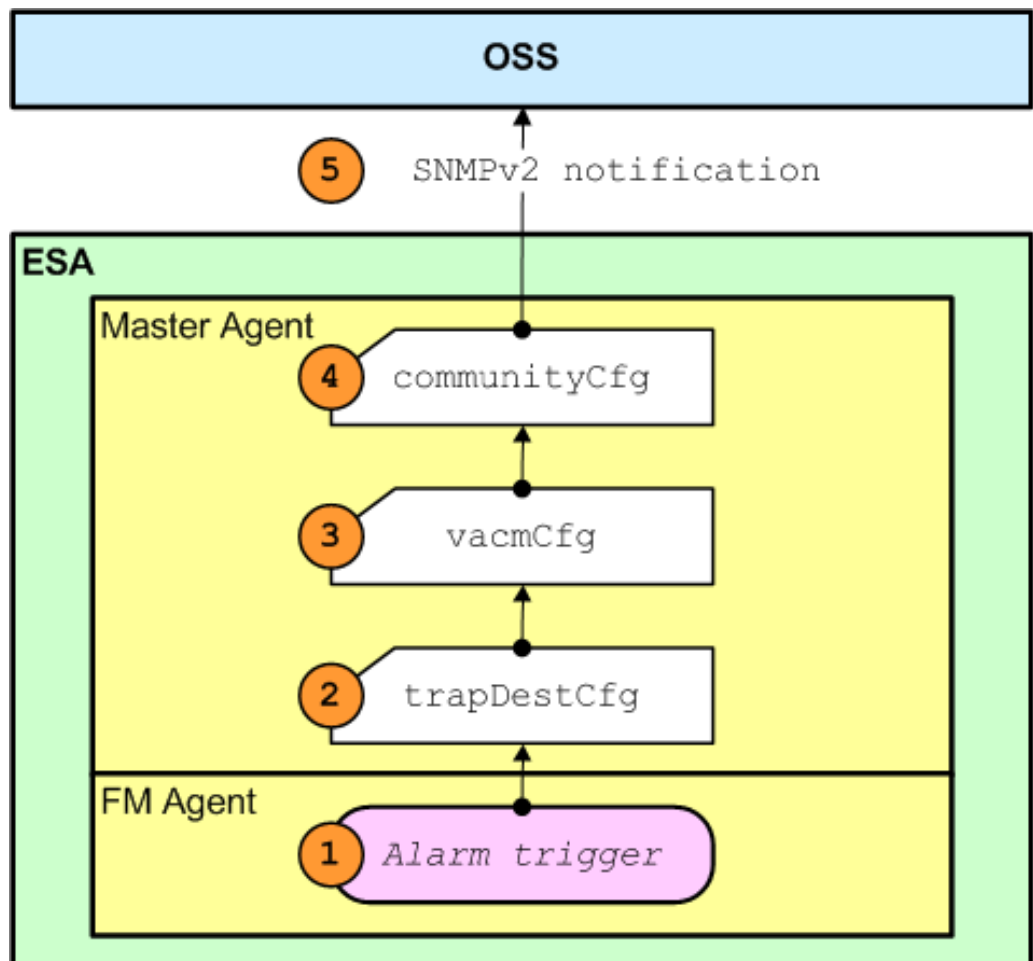 OSS
5 SNMPv2 notification
ESA
Master Agent
4 communityCfg
3 vacmCfg
2 trapDestCfg
FM Agent
1 Alarm trigger